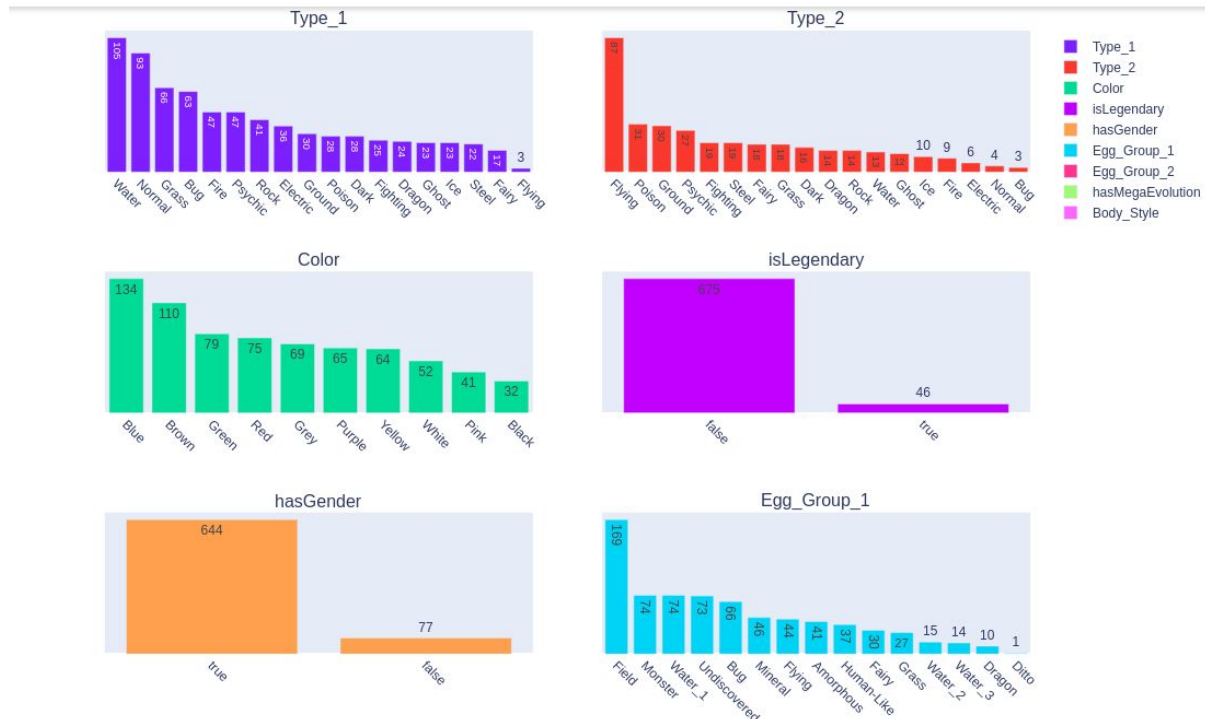 Type_1
105 93 66 63 47 47 41 36 30 28 28 25 24 23 23 22 17 3
Water Normal Grass Bug Fire Psychic Rock Electric Ground Poison Dark Fighting Dragon Ghost Ice Steel Fairy Flying
Type_2
87 31 30 27 19 19 18 18 16 14 14 13 12 10 9 6 4 3
Flying Poison Ground Psychic Fighting Steel Fairy Grass Dark Dragon Rock Water Ghost Ice Fire Electric Normal Bug
Type_1
Type_2
Color
isLegendary
hasGender
Egg_Group_1
Egg_Group_2
hasMegaEvolution
Body_Style
Color
134 110 79 75 69 65 64 52 41 32
Blue Brown Green Red Grey Purple Yellow White Pink Black
isLegendary
675 46
false true
hasGender
644 77
true false
Egg_Group_1
169 74 74 73 66 46 44 41 37 30 27 15 14 10 1
Field Monster Water_1 Undiscovered Bug Mineral Flying Amorphous Human-Like Fairy Grass Water_2 Water_3 Dragon Ditto